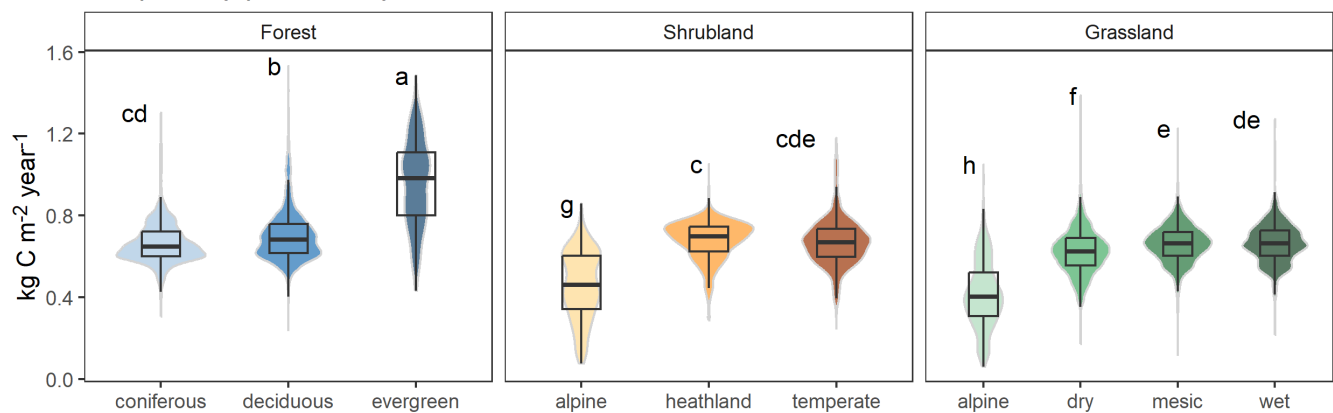 Forest Shrubland Grassland
kg C m⁻² year⁻¹
1.6
1.2
0.8
0.4
0.0
cd b a
g c cde
h f e de
coniferous deciduous evergreen alpine heathland temperate alpine dry mesic wet